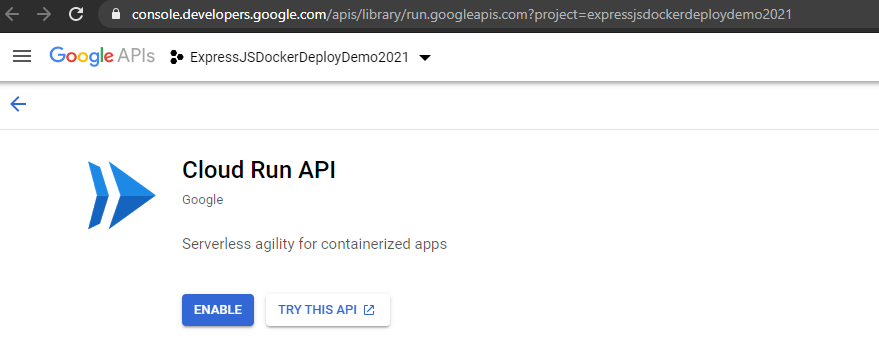 console.developers.google.com/apis/library/run.googleapis.com?project=expressjsdockerdeploydemo2021
Google APIs ExpressJSDockerDeployDemo2021
Cloud Run API
Google
Serverless agility for containerized apps
ENABLE TRY THIS API